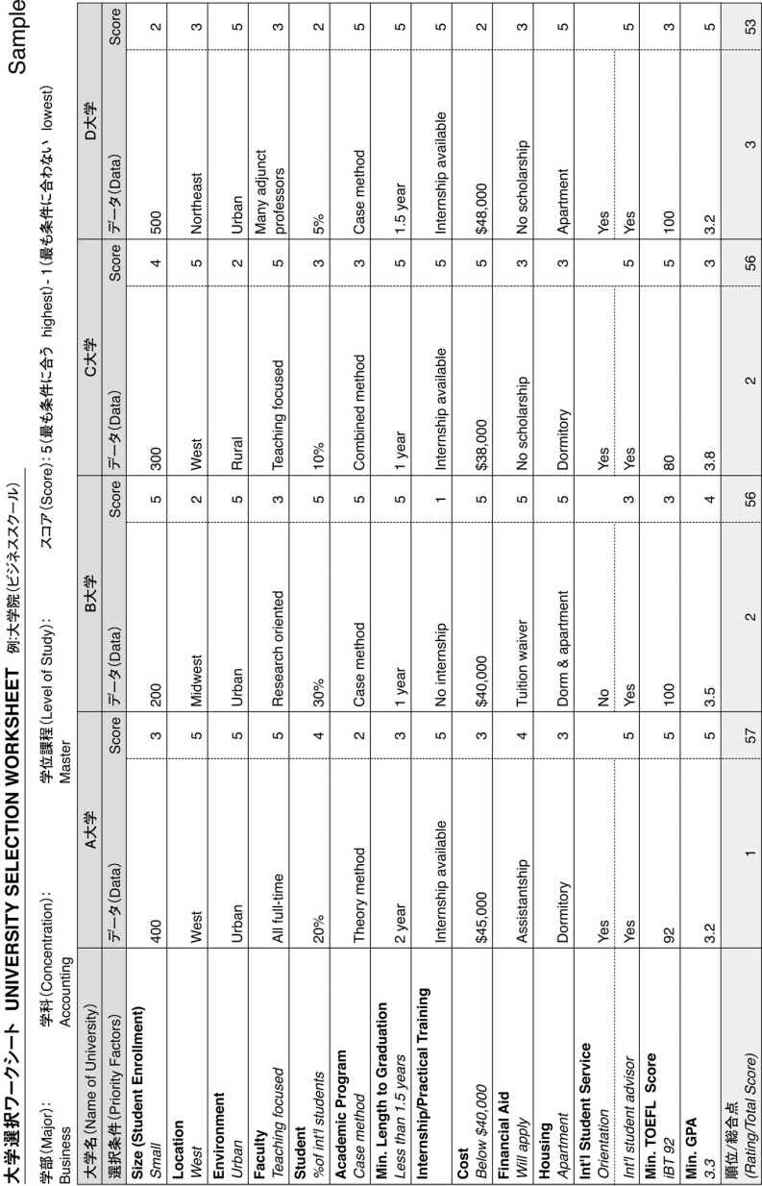 大学選択ワークシート UNIVERSITY SELECTION WORKSHEET 例:大学院(ビジネススクール) Sample
学部(Major): 学科(Concentration): 学位課程(Level of Study): スコア(Score): 5(最も条件に合う highest)- 1(最も条件に合わない lowest)
Business Accounting Master
大学名(Name of University) A大学 B大学 C大学 D大学
選択条件(Priority Factors) データ(Data) Score データ(Data) Score データ(Data) Score データ(Data) Score
Size (Student Enrollment)
Small 400 3 200 5 300 4 500 2
Location
West West 5 Midwest 2 West 5 Northeast 3
Environment
Urban Urban 5 Urban 5 Rural 2 Urban 5
Faculty Many adjunct
Teaching focused All full-time 5 Research oriented 3 Teaching focused 5 professors 3
Student
%of Int'l students 20% 4 30% 5 10% 3 5% 2
Academic Program
Case method Theory method 2 Case method 5 Combined method 3 Case method 5
Min. Length to Graduation
Less than 1.5 years 2 year 3 1 year 5 1 year 5 1.5 year 5
Internship/Practical Training
Internship available 5 No internship 1 Internship available 5 Internship available 5
Cost
Below $40,000 $45,000 3 $40,000 5 $38,000 5 $48,000 2
Financial Aid
Will apply Assistantship 4 Tuition waiver 5 No scholarship 3 No scholarship 3
Housing
Apartment Dormitory 3 Dorm & apartment 5 Dormitory 3 Apartment 5
Int'l Student Service
Orientation Yes No Yes Yes
Int'l student advisor Yes 5 Yes 3 Yes 5 Yes 5
Min. TOEFL Score
iBT 92 92 5 100 3 80 5 100 3
Min. GPA
3.3 3.2 5 3.5 4 3.8 3 3.2 5
順位/総合点
(Rating/Total Score) 1 57 2 56 2 56 3 53